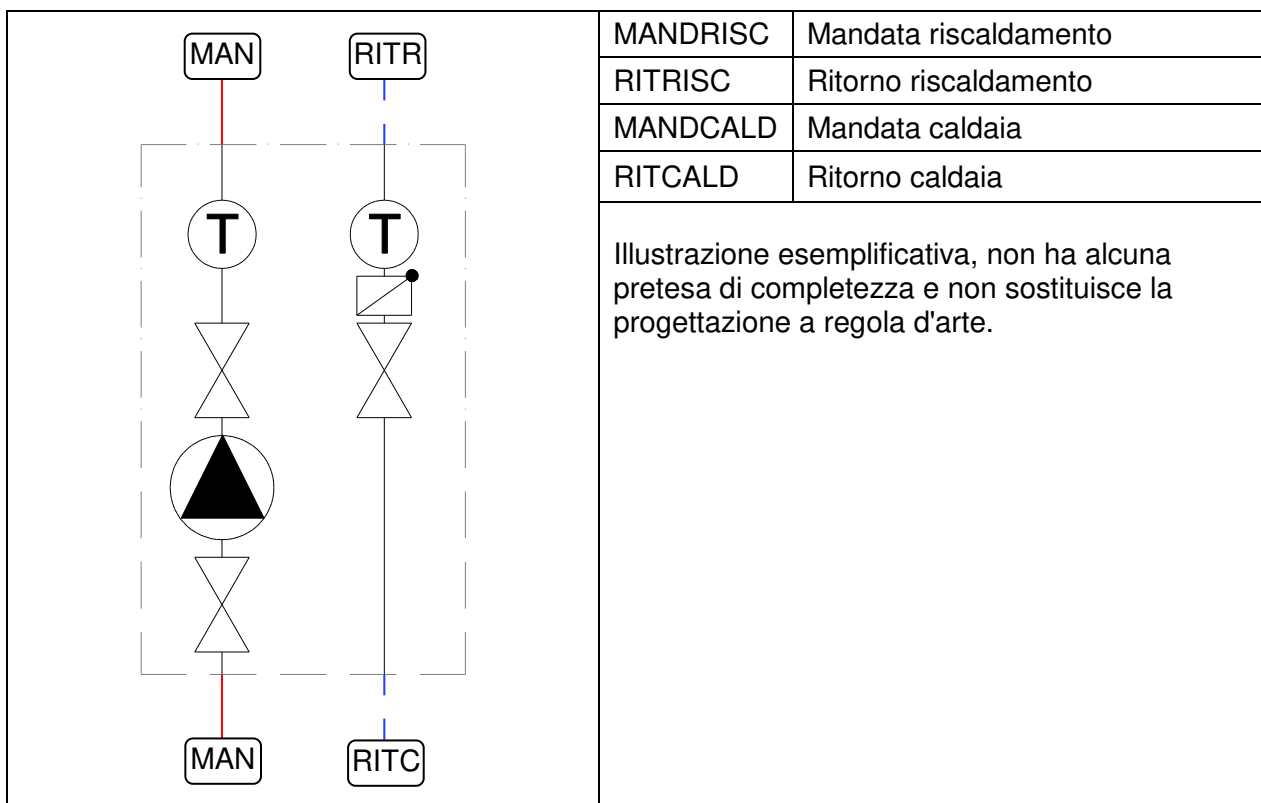 MAN RITR
T T
MAN RITC
MANDRISC Mandata riscaldamento
RITRISC Ritorno riscaldamento
MANDCALD Mandata caldaia
RITCALD Ritorno caldaia
Illustrazione esemplificativa, non ha alcuna
pretesa di completezza e non sostituisce la
progettazione a regola d'arte.